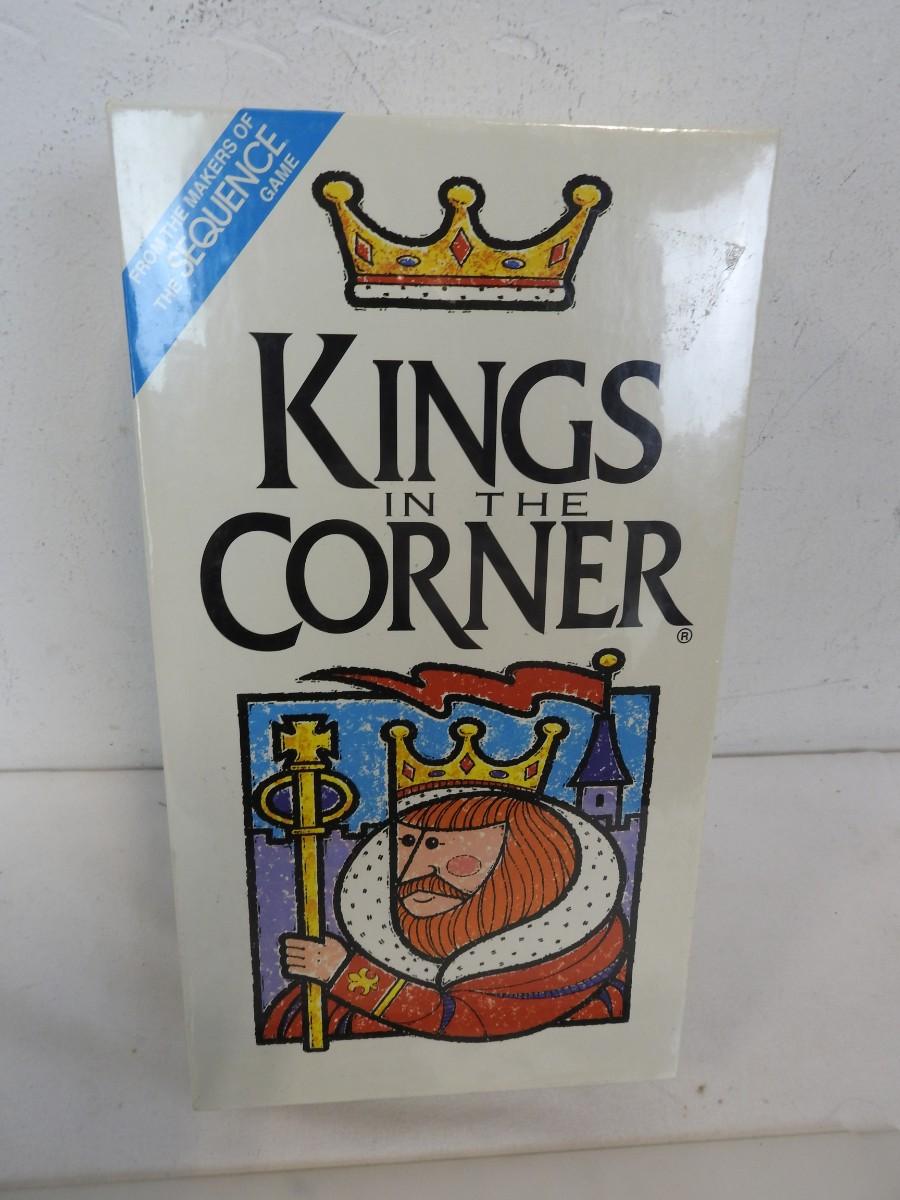 FROM THE MAKERS OF
THE SEQUENCE
GAME
KINGS
IN THE
CORNER®